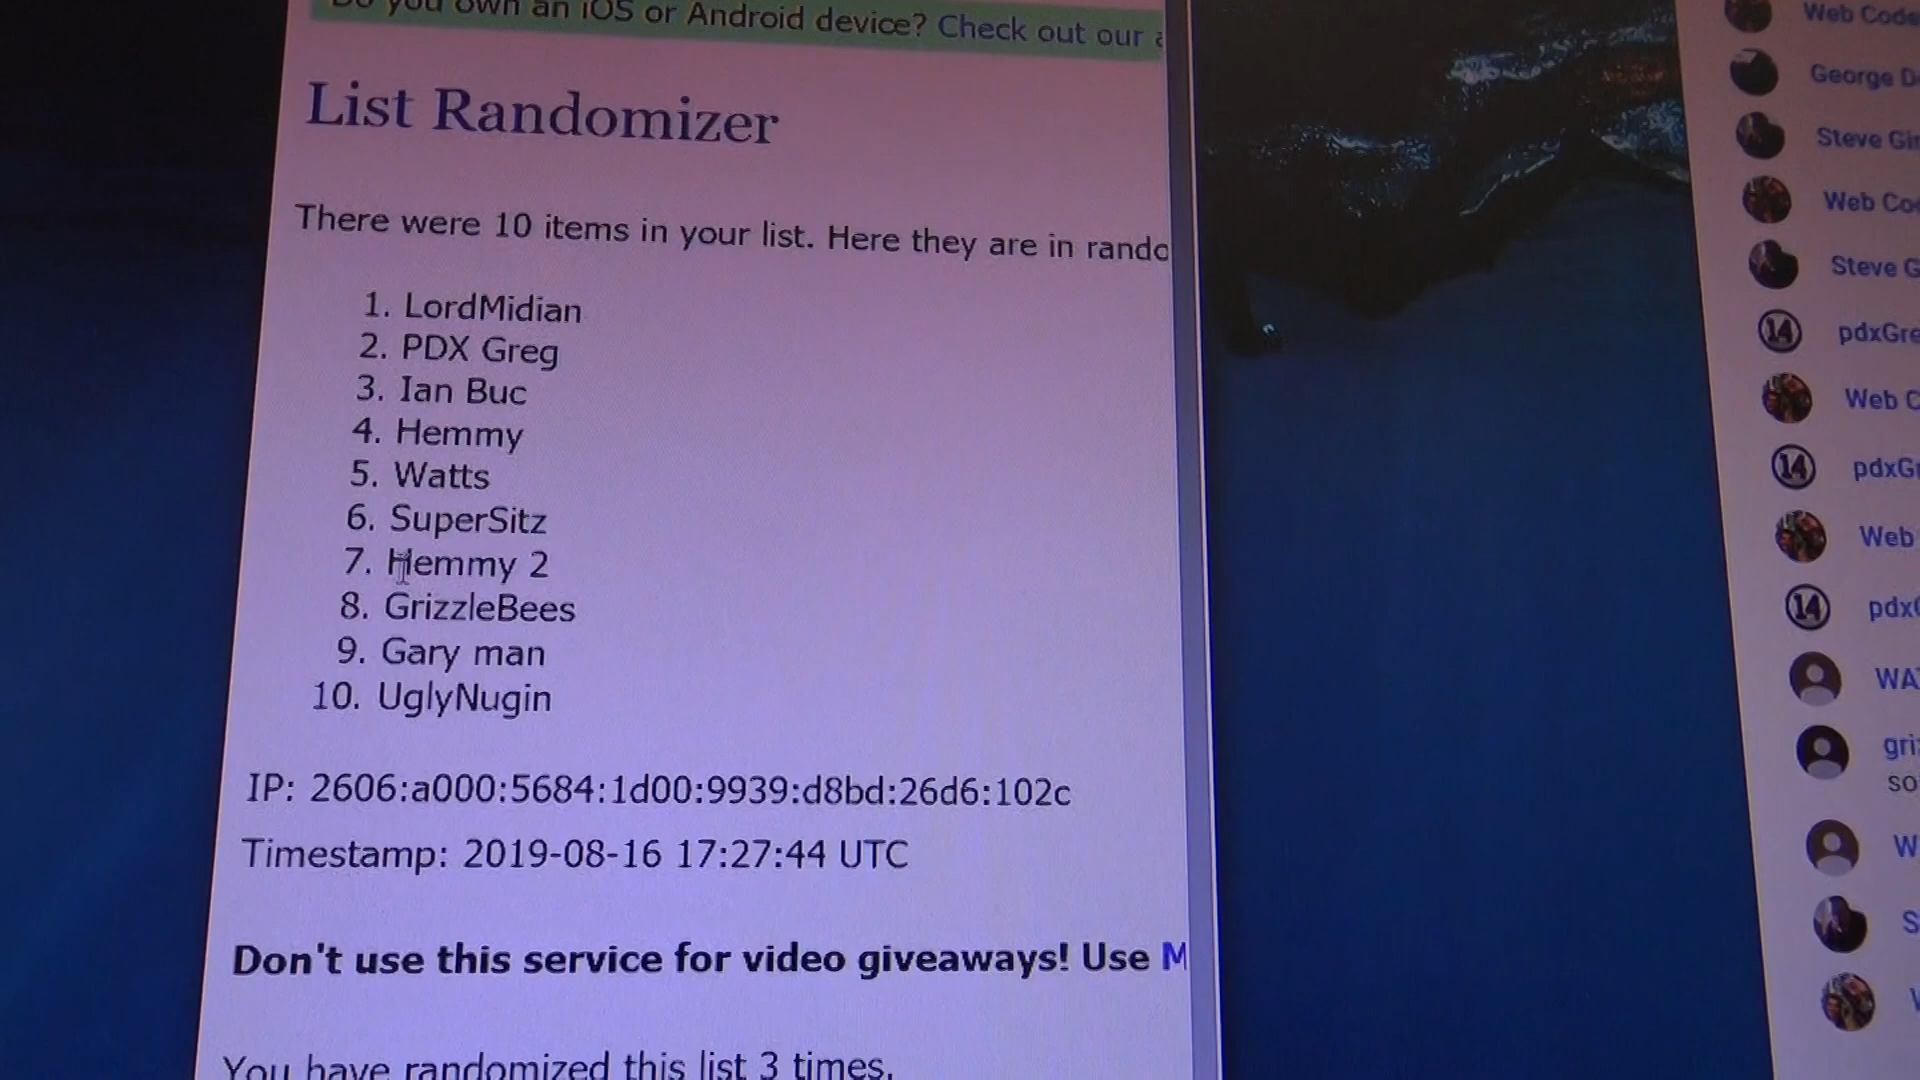 Do you own an iOS or Android device? Check out our
List Randomizer
There were 10 items in your list. Here they are in rando
1. LordMidian
2. PDX Greg
3. Ian Buc
4. Hemmy
5. Watts
6. SuperSitz
7. Hemmy 2
8. GrizzleBees
9. Gary man
10. UglyNugin
IP: 2606:a000:5684:1d00:9939:d8bd:26d6:102c
Timestamp: 2019-08-16 17:27:44 UTC
Don't use this service for video giveaways! Use M
You have randomized this list 3 times.
Web Code
George D
Steve Gir
Web Co
Steve G
14 pdxGre
Web C
14 pdxG
Web
14 pdx
WA
gri
so
W
S